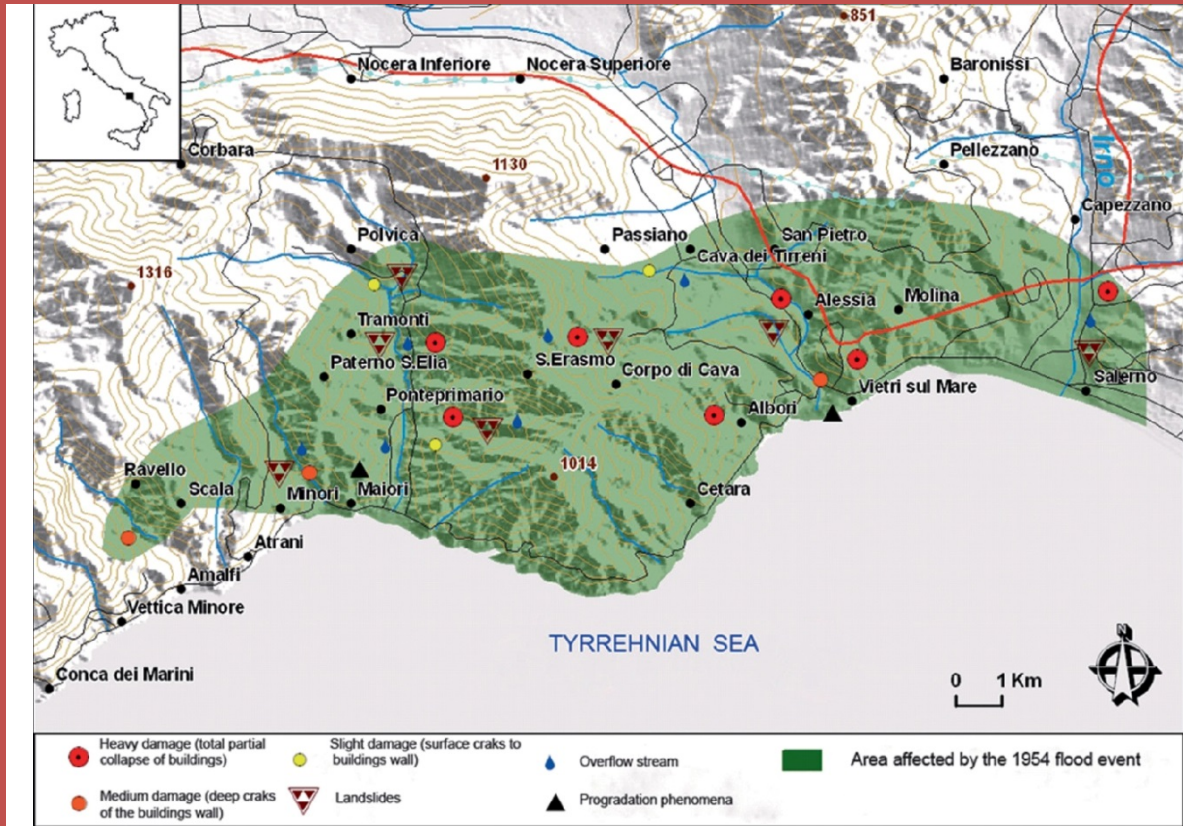 851
Nocera Inferiore
Nocera Superiore
Baronissi
Corbara
1130
Pellezzano
Irno
Capezzano
Polvica
Passiano
San Pietro
Cava dei Tirreni
1316
Alessia
Molina
Tramonti
Paterno S.Elia
S.Erasmo
Corpo di Cava
Salerno
Vietri sul Mare
Ponteprimario
Albori
1014
Ravello
Scala
Minori
Maiori
Cetara
Atrani
Amalfi
Vettica Minore
TYRREHNIAN SEA
N
Conca dei Marini
0 1 Km
Heavy damage (total partial
collapse of buildings)
Slight damage (surface craks to
buildings wall)
Overflow stream
Area affected by the 1954 flood event
Medium damage (deep craks
of the buildings wall)
Landslides
Progradation phenomena